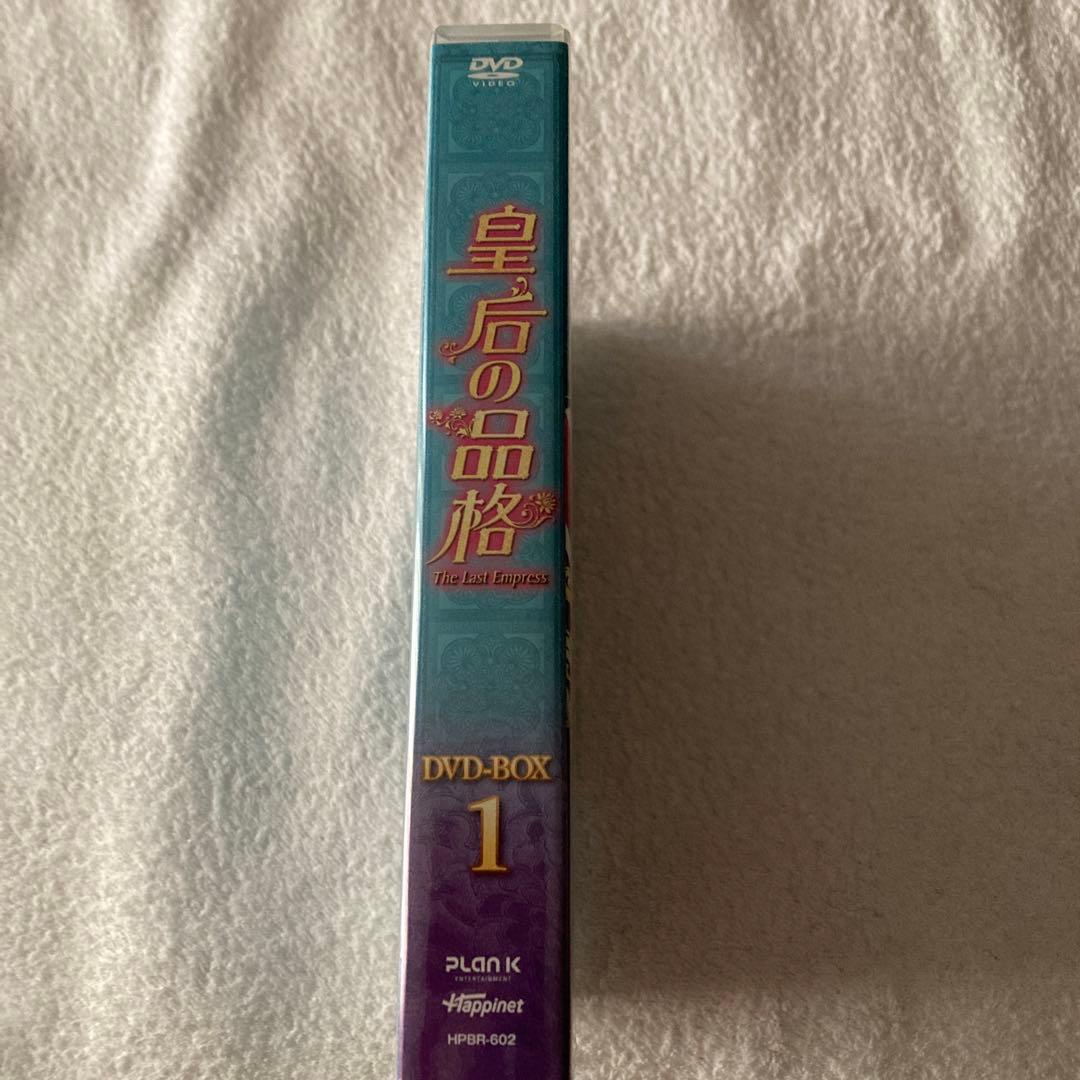 DVD
VIDEO
皇后の品格
The Last Empress
DVD-BOX
1
PLAN K
ENTERTAINMENT
Happinet
HPBR-602